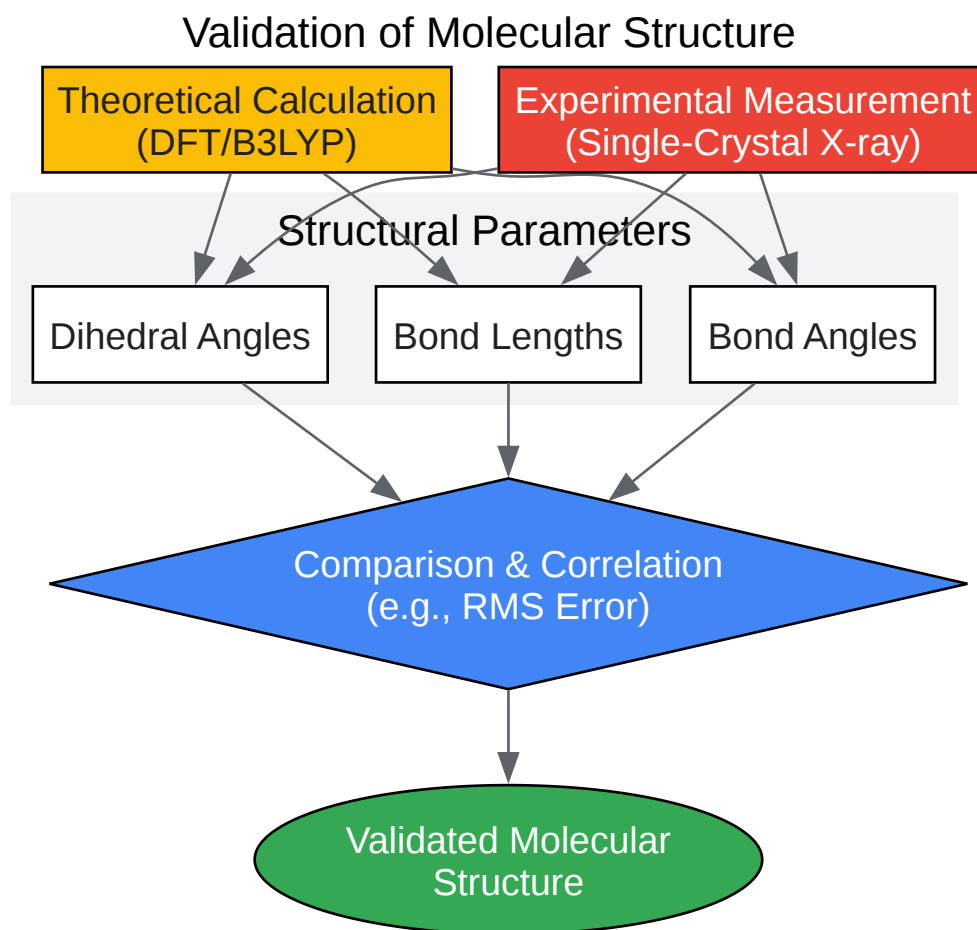 Validation of Molecular Structure
Theoretical Calculation
(DFT/B3LYP)
Experimental Measurement
(Single-Crystal X-ray)
Structural Parameters
Dihedral Angles
Bond Lengths
Bond Angles
Comparison & Correlation
(e.g., RMS Error)
Validated Molecular
Structure